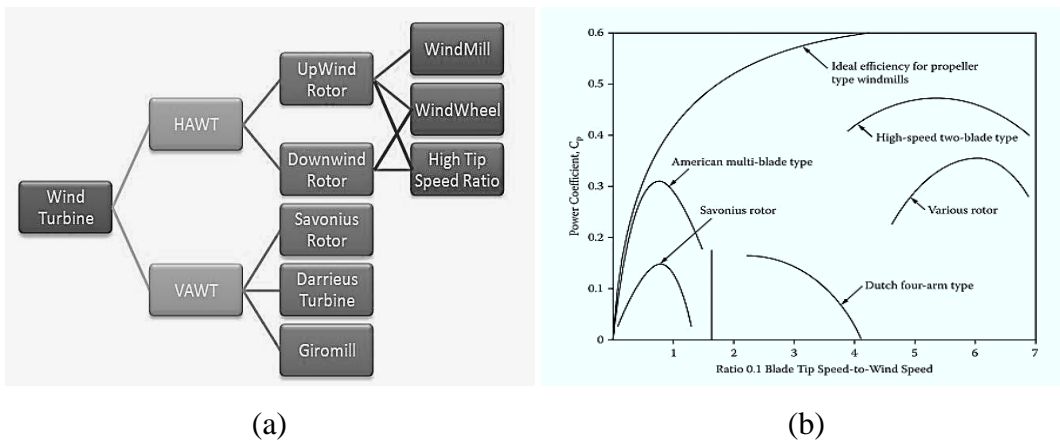 Wind
Turbine
HAWT
VAWT
UpWind
Rotor
Downwind
Rotor
Savonius
Rotor
Darrieus
Turbine
Giromill
WindMill
WindWheel
High Tip
Speed Ratio
(a)
Power Coefficient, Cp
0.6
0.5
0.4
0.3
0.2
0.1
0
Ideal efficiency for propeller
type windmills
High-speed two-blade type
American multi-blade type
Savonius rotor
Various rotor
Dutch four-arm type
1 2 3 4 5 6 7
Ratio 0.1 Blade Tip Speed-to-Wind Speed
(b)